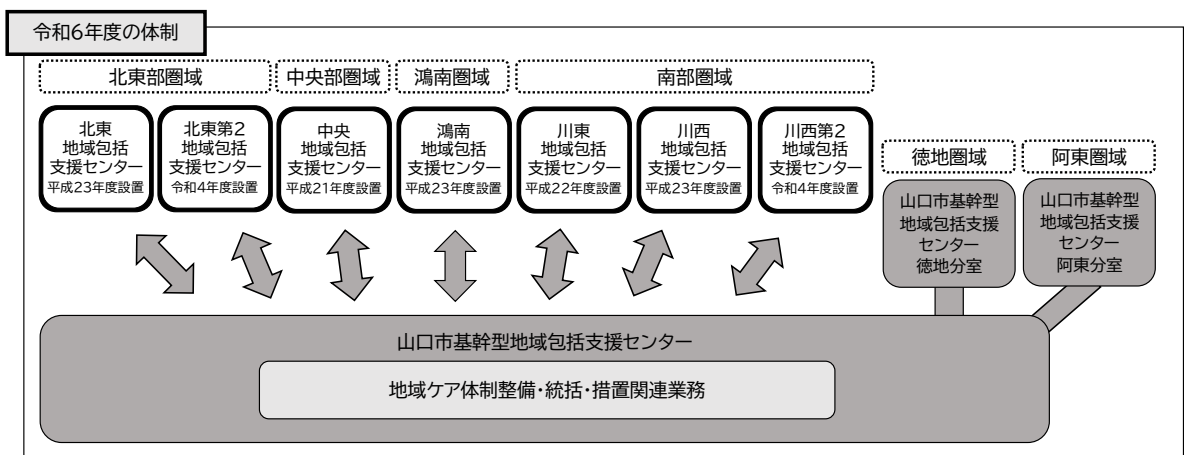 令和6年度の体制
北東部圏域
中央部圏域
鴻南圏域
南部圏域
北東
地域包括
支援センター
平成23年度設置
北東第2
地域包括
支援センター
令和4年度設置
中央
地域包括
支援センター
平成21年度設置
鴻南
地域包括
支援センター
平成23年度設置
川東
地域包括
支援センター
平成22年度設置
川西
地域包括
支援センター
平成23年度設置
川西第2
地域包括
支援センター
令和4年度設置
徳地圏域
阿東圏域
山口市基幹型
地域包括支援
センター
徳地分室
山口市基幹型
地域包括支援
センター
阿東分室
山口市基幹型地域包括支援センター
地域ケア体制整備・統括・措置関連業務